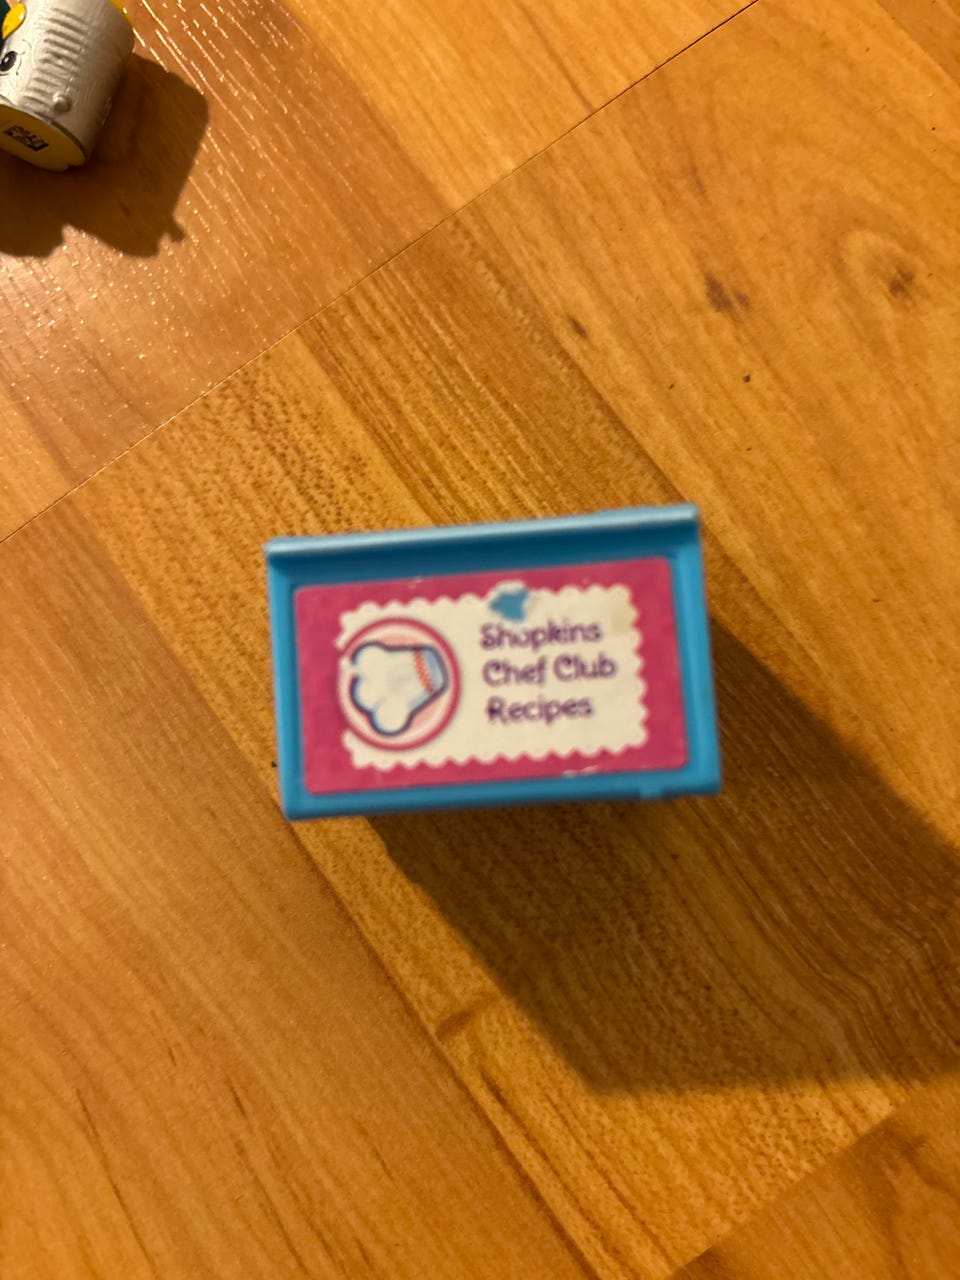 Shopkins
Chef Club
Recipes